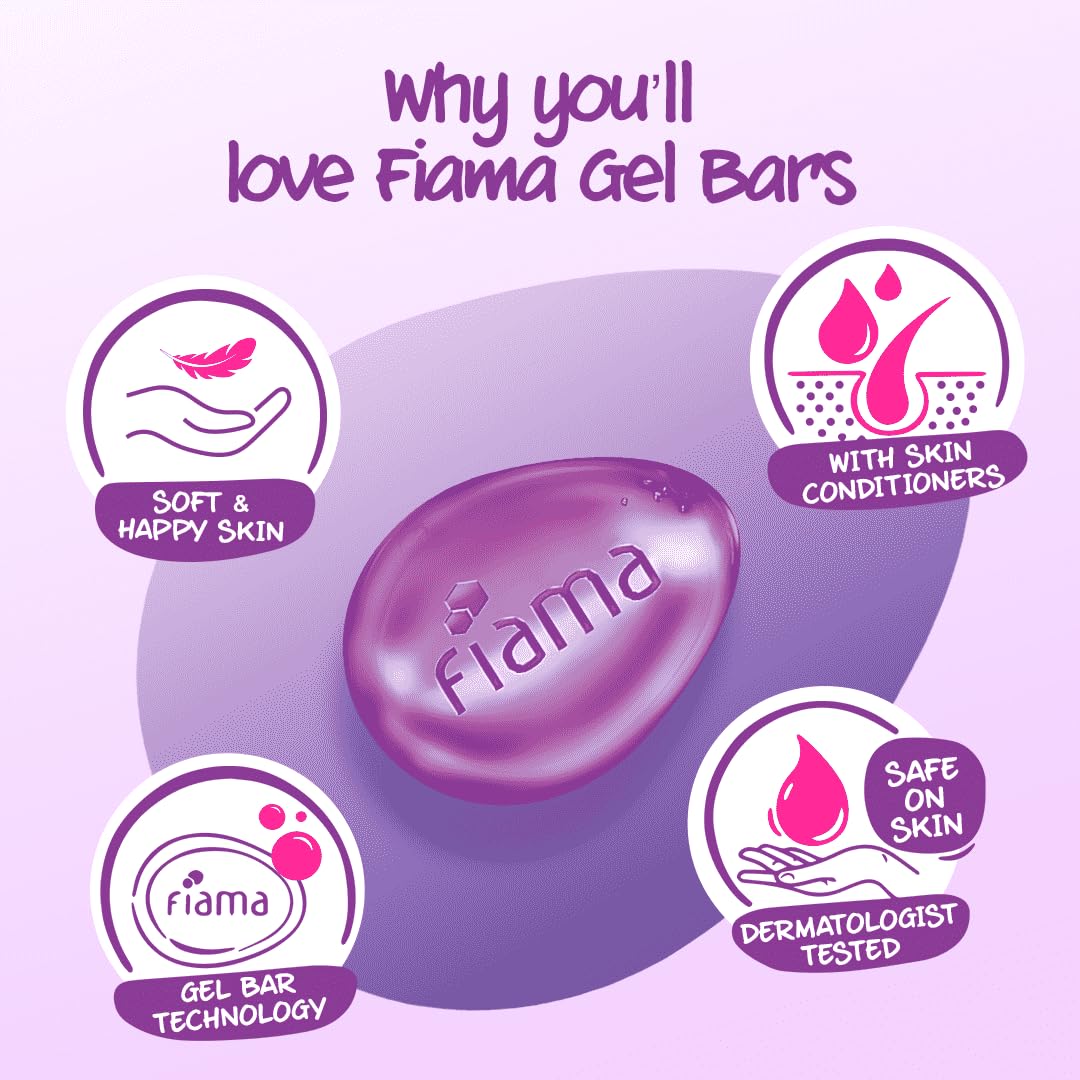 Why you'll
love Fiama Gel Bars
SOFT &
HAPPY SKIN
WITH SKIN
CONDITIONERS
fiama
fiama
GEL BAR
TECHNOLOGY
SAFE
ON
SKIN
DERMATOLOGIST
TESTED